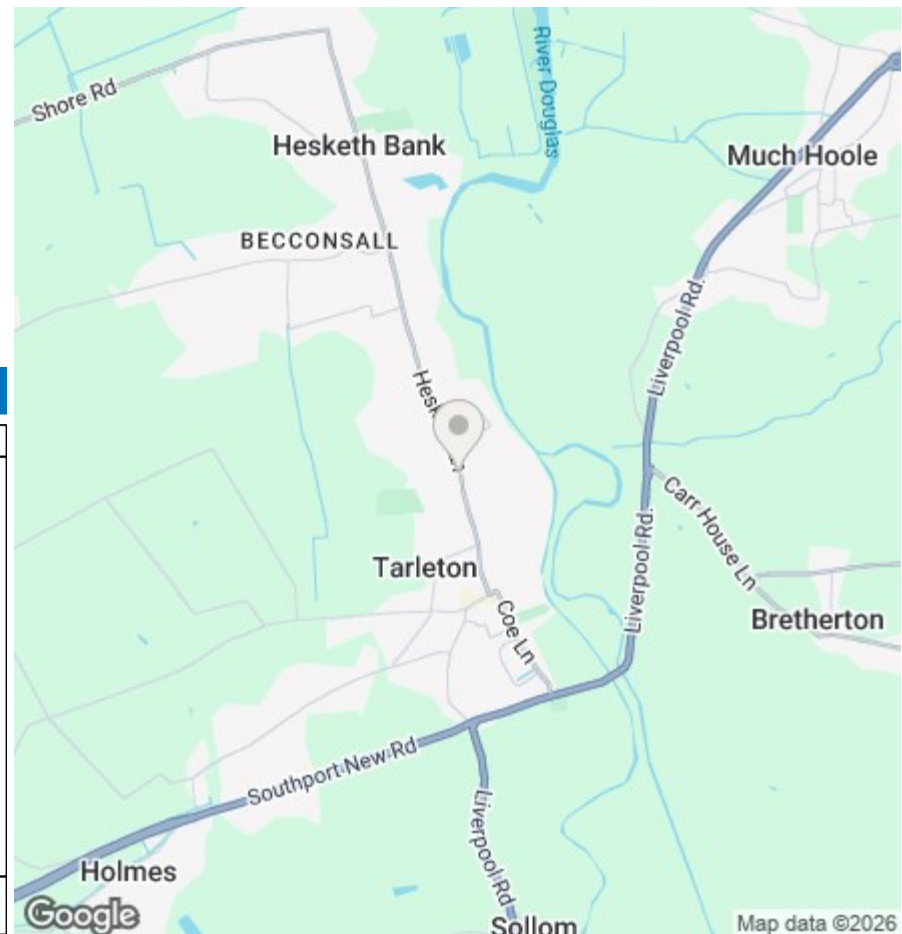 River Douglas
Shore Rd
Hesketh Bank
Much Hoole
BECCONSALL
Liverpool Rd.
Carr House Ln
Liverpool Rd.
Tarleton
Coe Ln
Bretherton
Southport New Rd
Liverpool Rd
Holmes
Sollom
Google
Map data ©2026